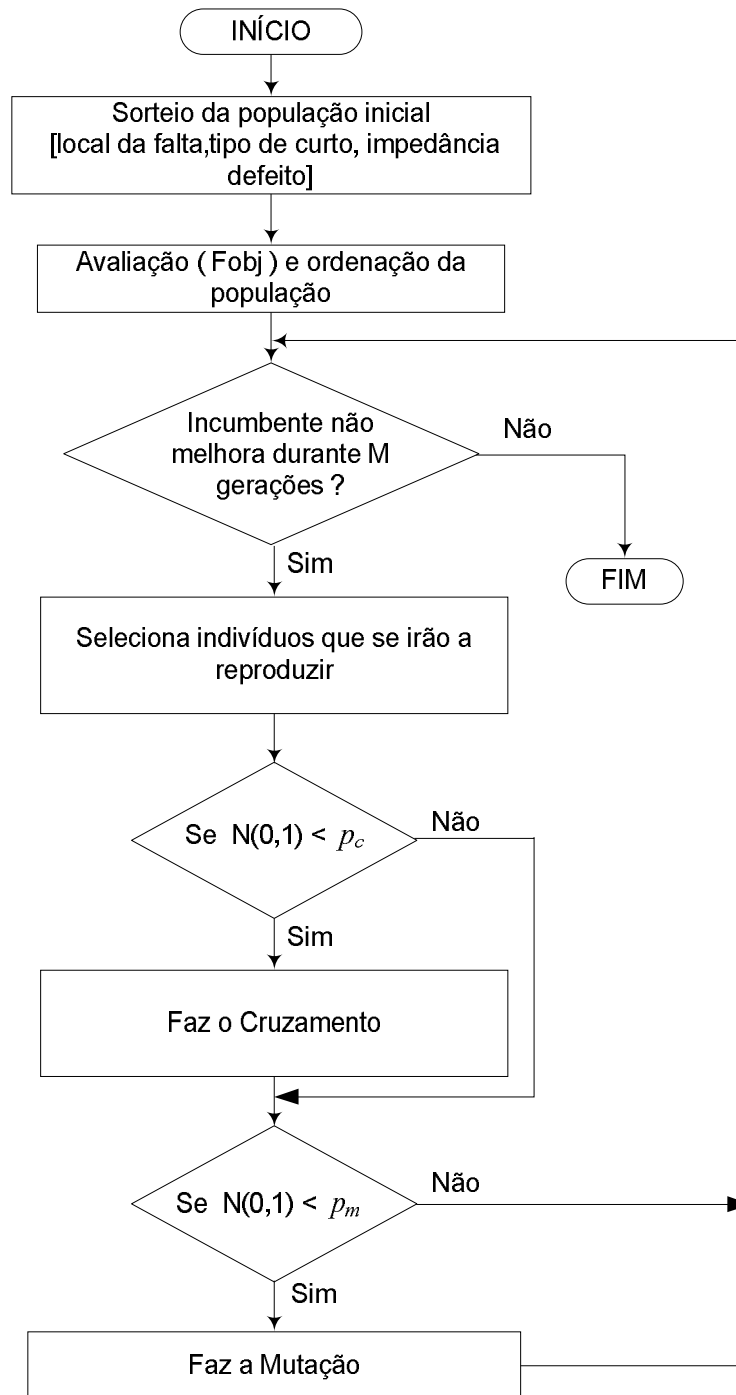 INÍCIO
Sorteio da população inicial
[local da falta,tipo de curto, impedância
defeito]
Avaliação ( Fobj ) e ordenação da
população
Incumbente não
melhora durante M
gerações ?
Não
Sim
FIM
Seleciona indivíduos que se irão a
reproduzir
Se N(0,1) < pc
Não
Sim
Faz o Cruzamento
Se N(0,1) < pm
Não
Sim
Faz a Mutação